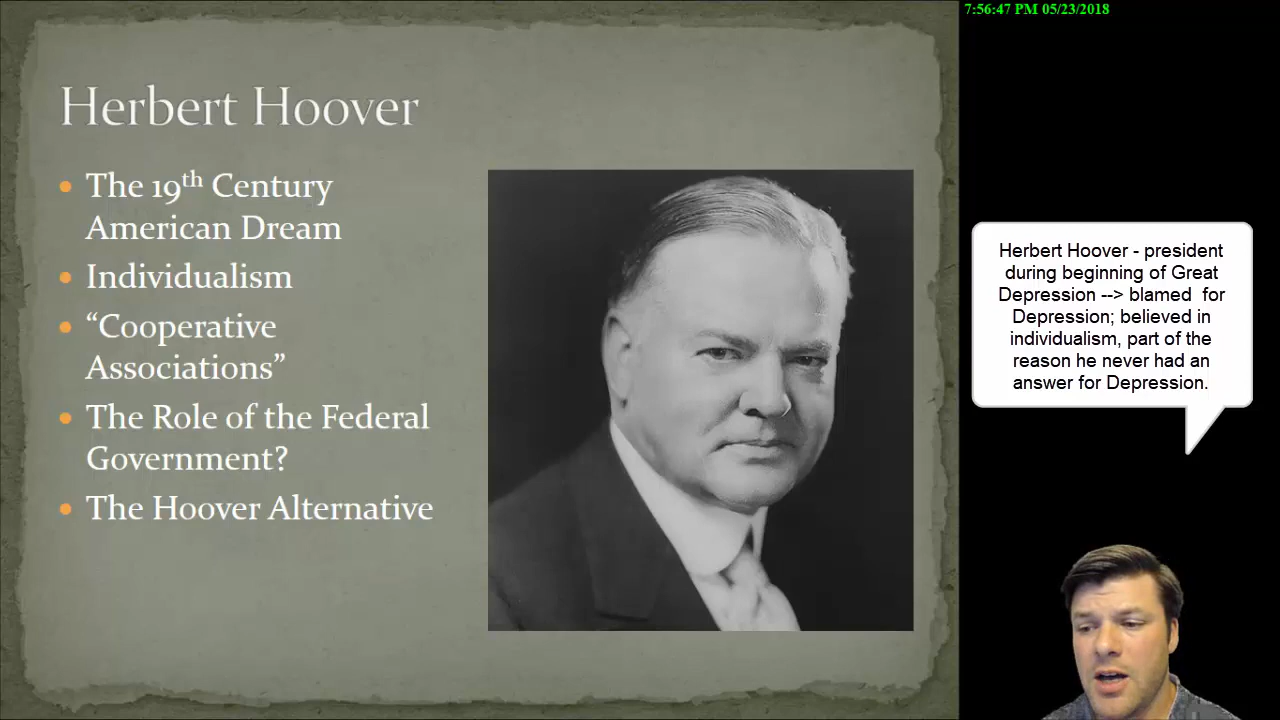 7:56:47 PM 05/23/2018
Herbert Hoover
• The 19th Century
American Dream
• Individualism
• “Cooperative
Associations”
• The Role of the Federal
Government?
• The Hoover Alternative
Herbert Hoover - president
during beginning of Great
Depression --> blamed  for
Depression; believed in
individualism, part of the
reason he never had an
answer for Depression.